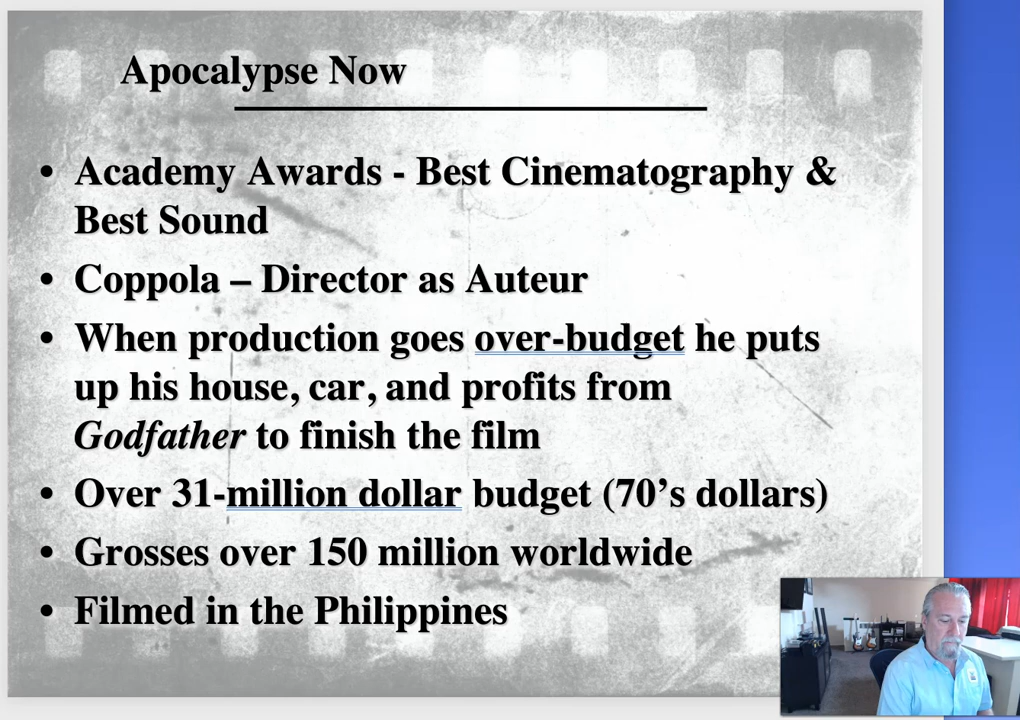 Apocalypse Now
• Academy Awards - Best Cinematography &
Best Sound
• Coppola – Director as Auteur
• When production goes over-budget he puts
up his house, car, and profits from
Godfather to finish the film
• Over 31-million dollar budget (70’s dollars)
• Grosses over 150 million worldwide
• Filmed in the Philippines